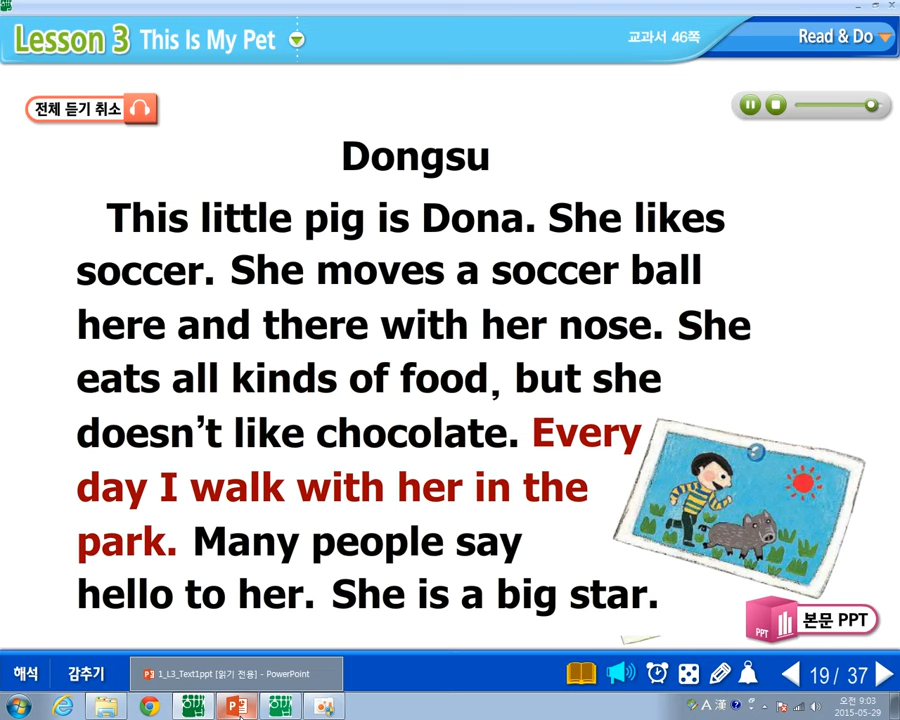 Lesson 3 This Is My Pet
교과서 46쪽
Read & Do
전체 듣기 취소
Dongsu
This little pig is Dona. She likes
soccer. She moves a soccer ball
here and there with her nose. She
eats all kinds of food, but she
doesn't like chocolate. Every
day I walk with her in the
park. Many people say
hello to her. She is a big star.
PPT
본문 PPT
해석
감추기
1_L3_Text1ppt [읽기 전용] - PowerPoint
19 / 37
A 漢
오전 9:03
2015-05-29